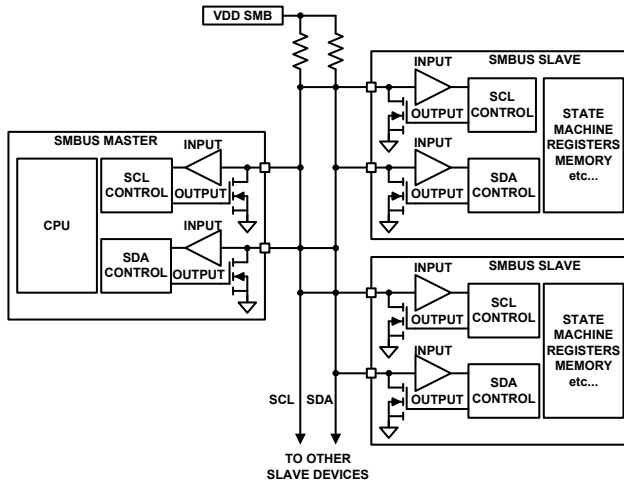 VDD SMB
SMBUS MASTER
CPU
SCL
CONTROL
INPUT
OUTPUT
SDA
CONTROL
INPUT
OUTPUT
SMBUS SLAVE
INPUT
OUTPUT
SCL
CONTROL
INPUT
OUTPUT
SDA
CONTROL
STATE
MACHINE
REGISTERS
MEMORY
etc...
SMBUS SLAVE
INPUT
OUTPUT
SCL
CONTROL
INPUT
OUTPUT
SDA
CONTROL
STATE
MACHINE
REGISTERS
MEMORY
etc...
SCL
SDA
TO OTHER
SLAVE DEVICES